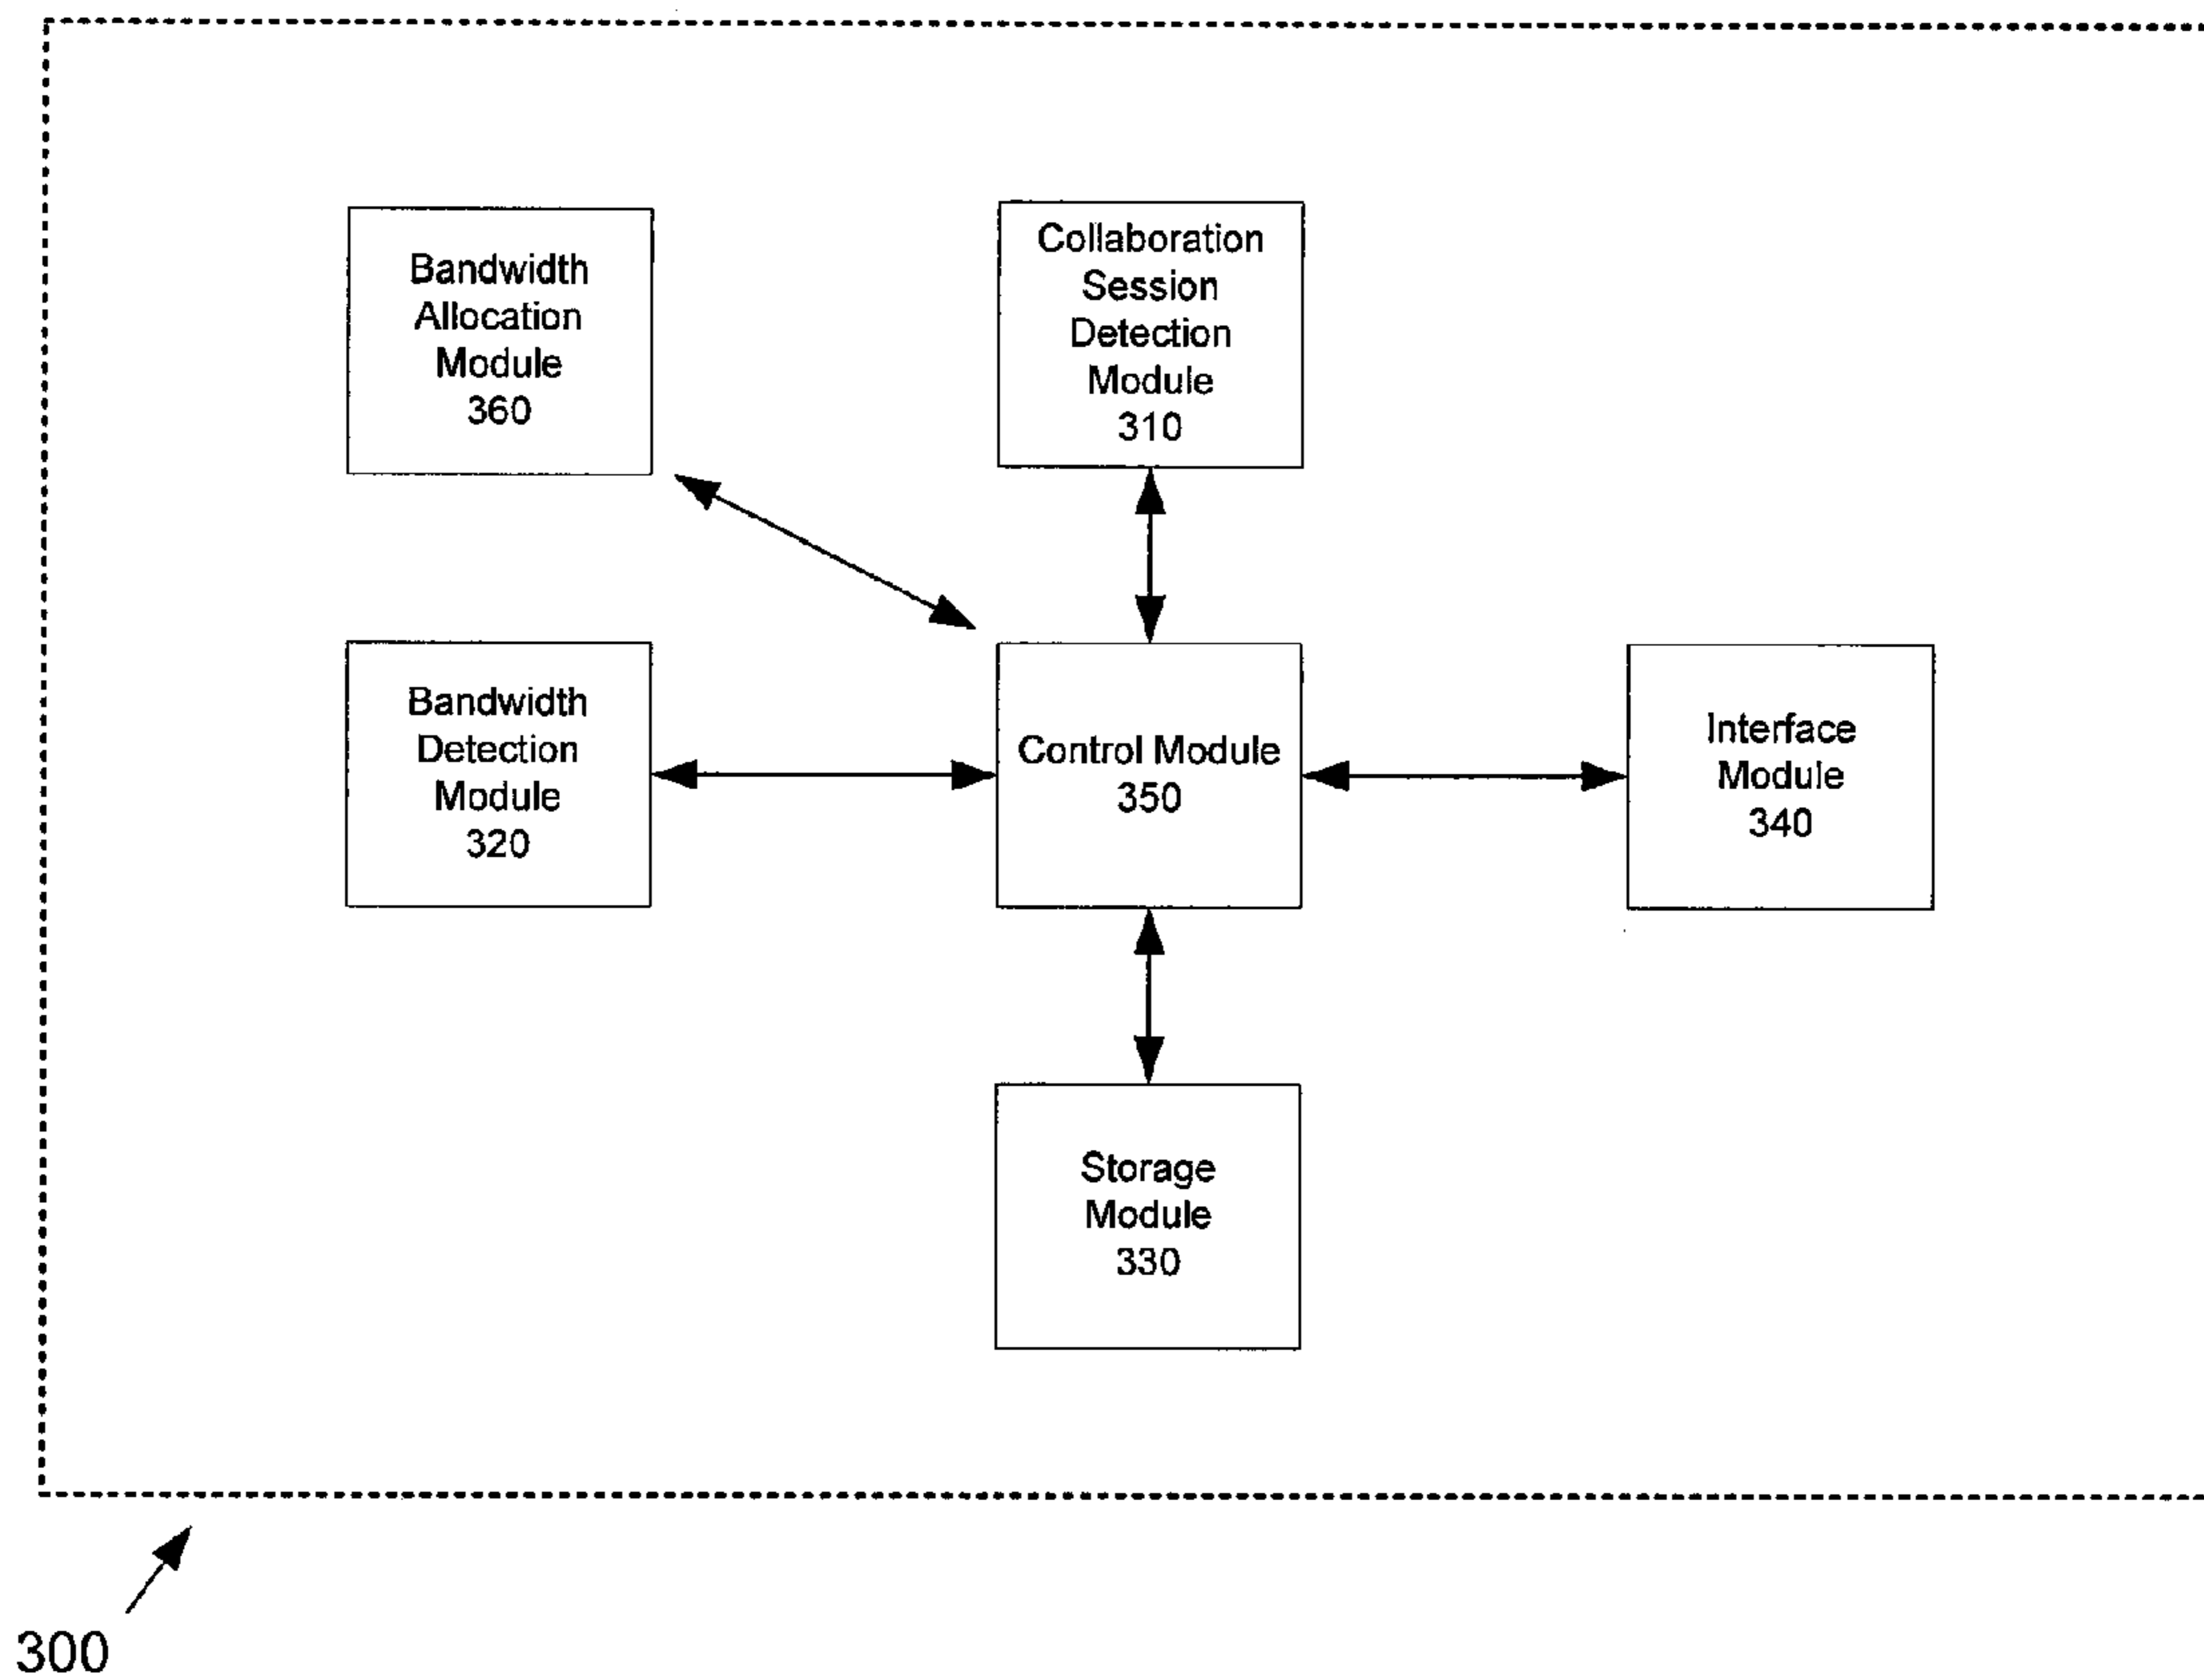 Bandwidth
Allocation
Module
360
Collaboration
Session
Detection
Module
310
Bandwidth
Detection
Module
320
Control Module
350
Interface
Module
340
Storage
Module
330
300